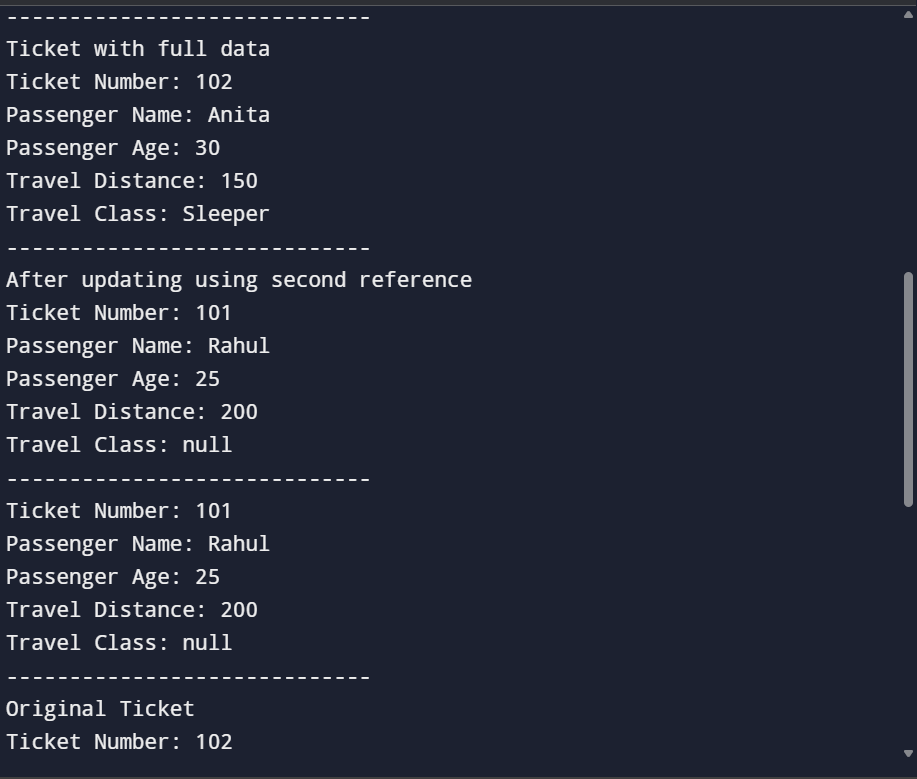 -----------------------------
Ticket with full data
Ticket Number: 102
Passenger Name: Anita
Passenger Age: 30
Travel Distance: 150
Travel Class: Sleeper
-----------------------------
After updating using second reference
Ticket Number: 101
Passenger Name: Rahul
Passenger Age: 25
Travel Distance: 200
Travel Class: null
-----------------------------
Ticket Number: 101
Passenger Name: Rahul
Passenger Age: 25
Travel Distance: 200
Travel Class: null
-----------------------------
Original Ticket
Ticket Number: 102